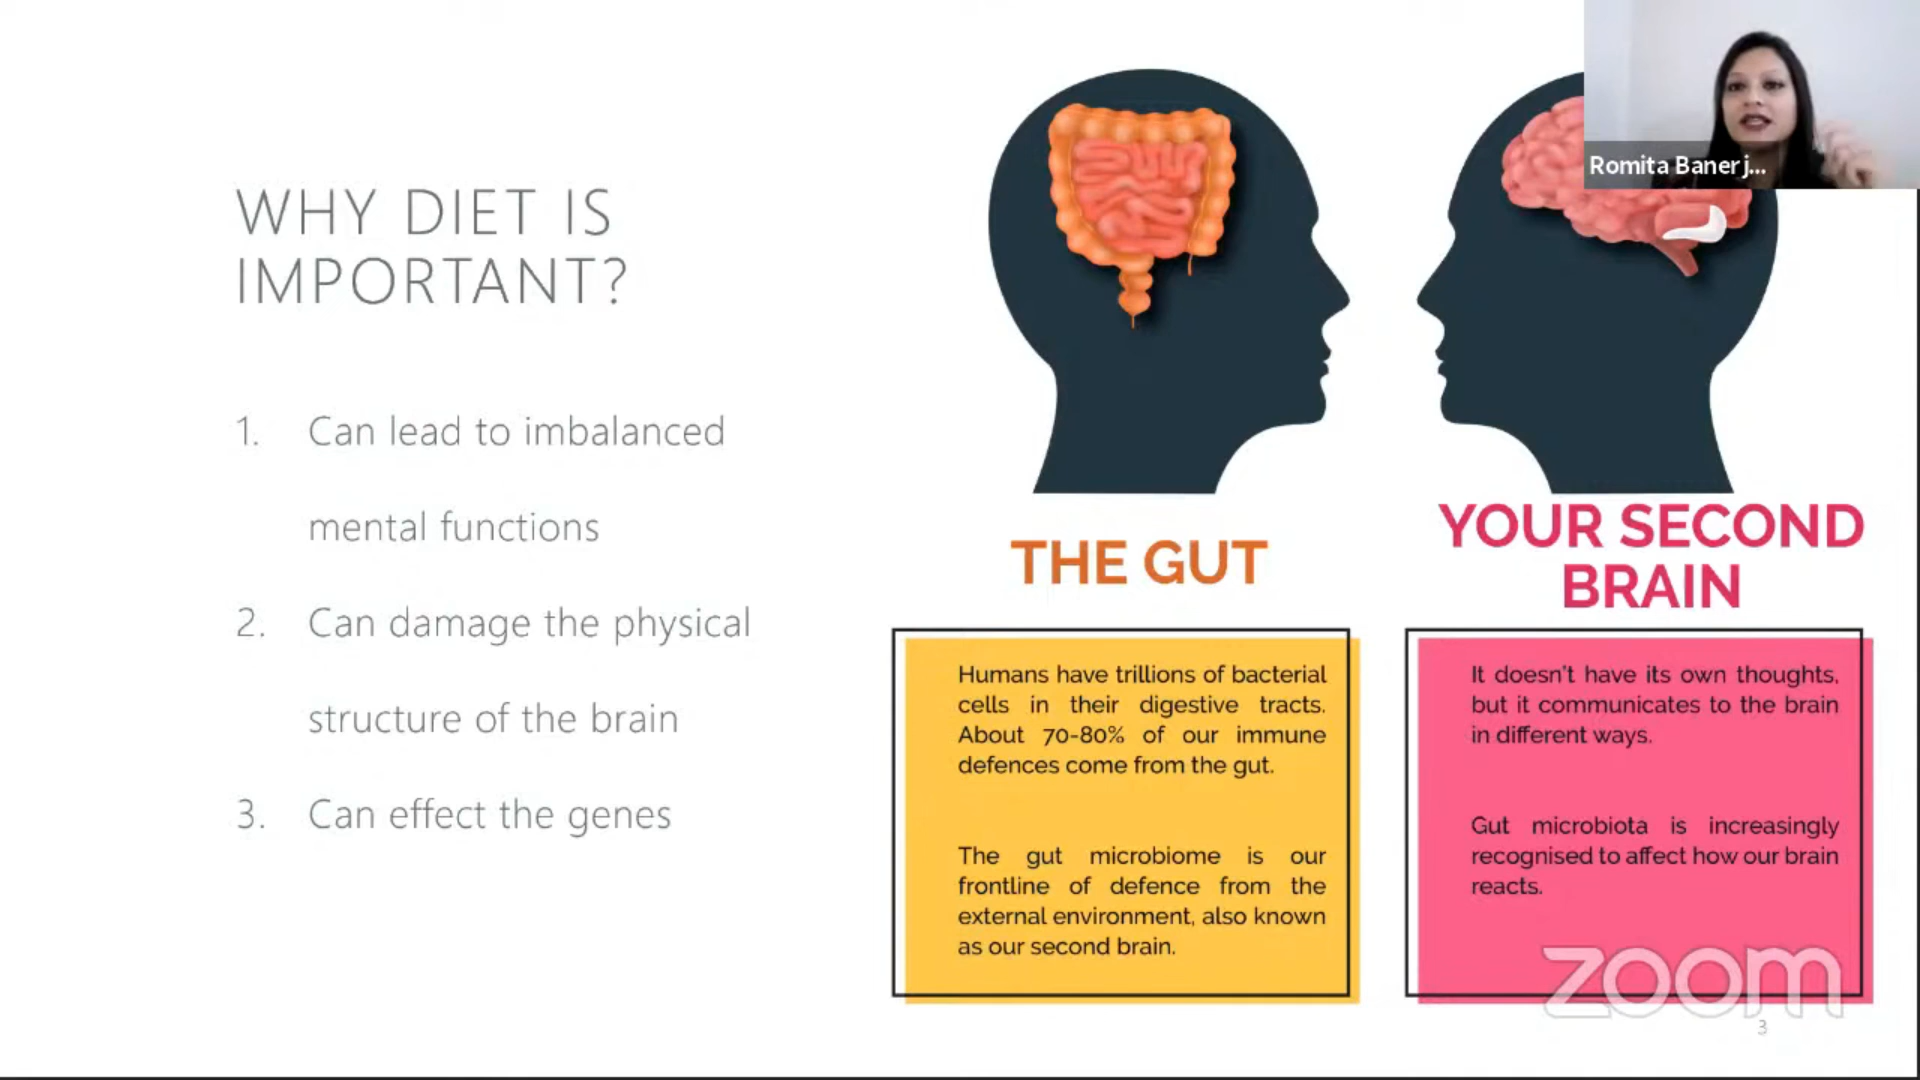 WHY DIET IS
IMPORTANT?
1. Can lead to imbalanced
mental functions
2. Can damage the physical
structure of the brain
3. Can effect the genes
THE GUT
Humans have trillions of bacterial
cells in their digestive tracts.
About 70-80% of our immune
defences come from the gut.
The gut microbiome is our
frontline of defence from the
external environment, also known
as our second brain.
YOUR SECOND
BRAIN
It doesn't have its own thoughts,
but it communicates to the brain
in different ways.
Gut microbiota is increasingly
recognised to affect how our brain
reacts.
Romita Banerj...
zoom
3